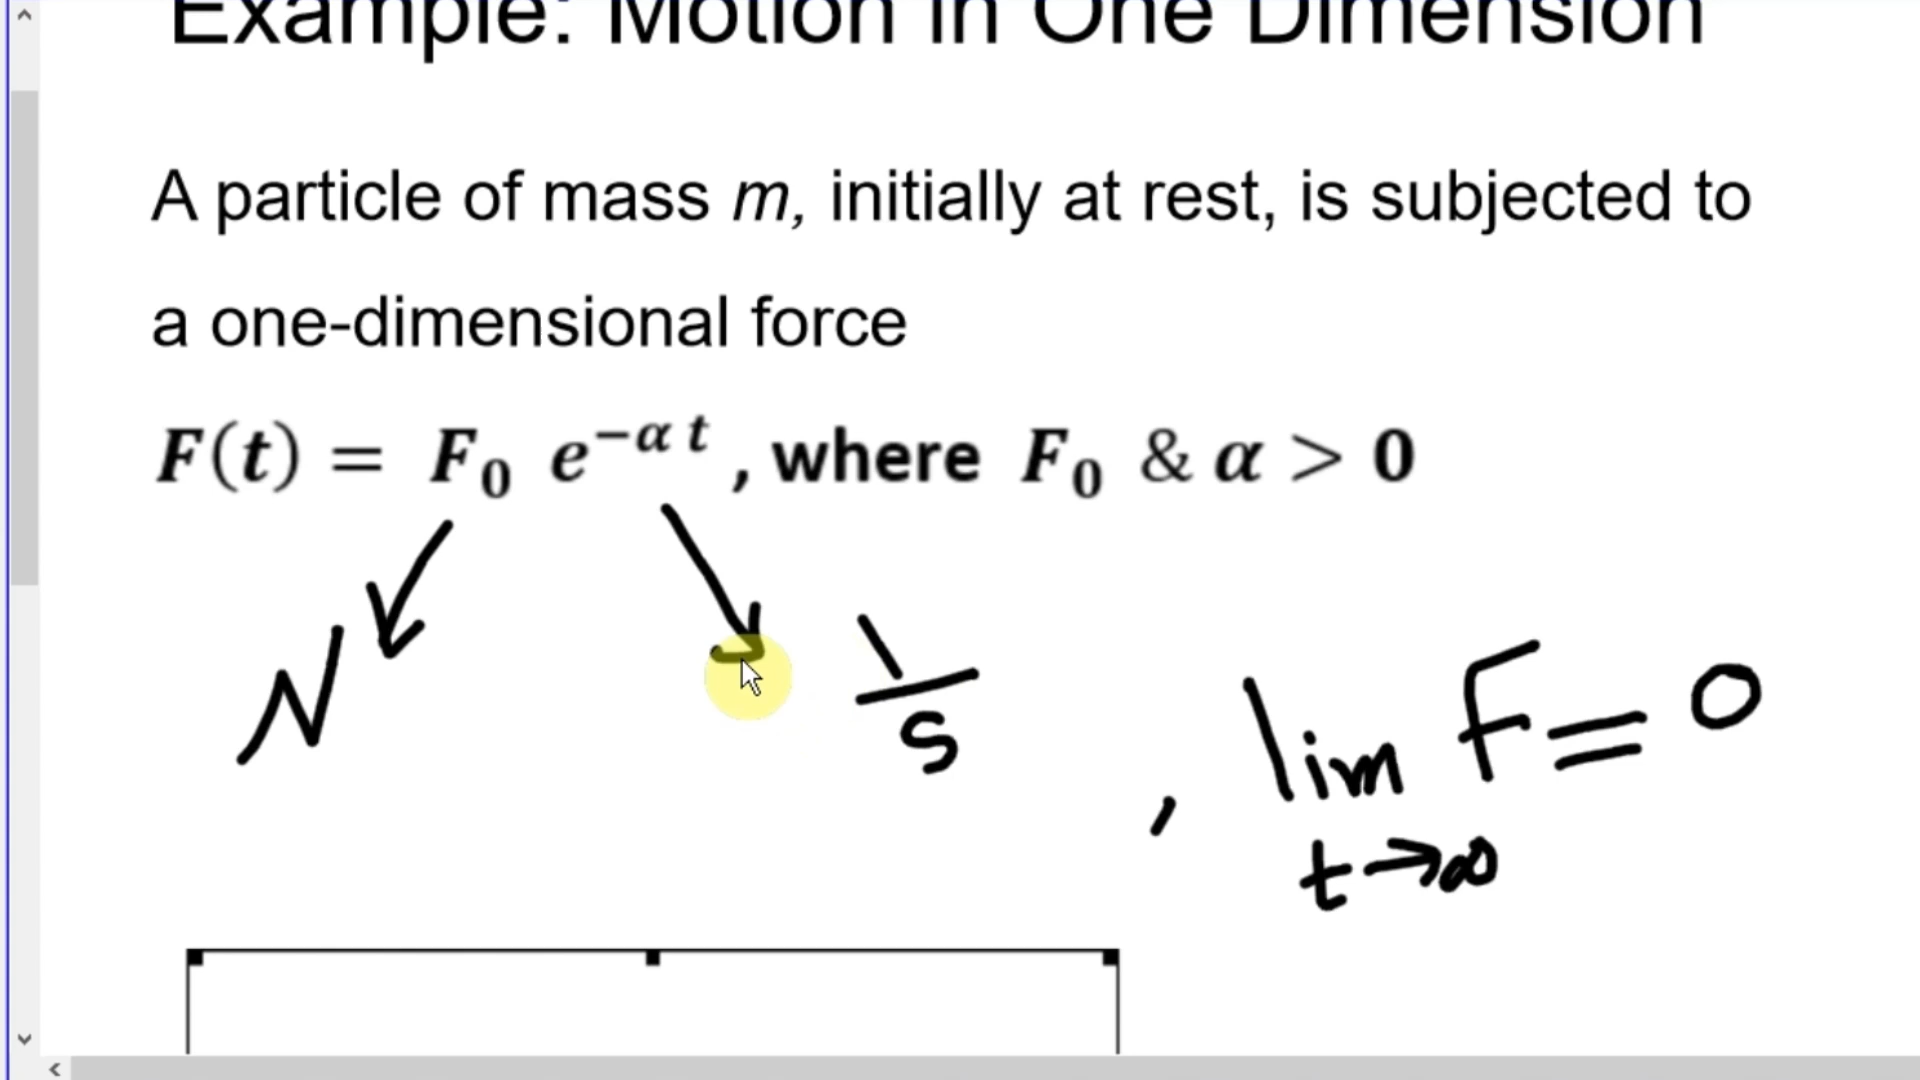 Example: Motion in One Dimension
A particle of mass m, initially at rest, is subjected to
a one-dimensional force
F(t) = F₀ e^{-α t} , where F₀ & α > 0
N 1/s , lim F = 0
t→∞